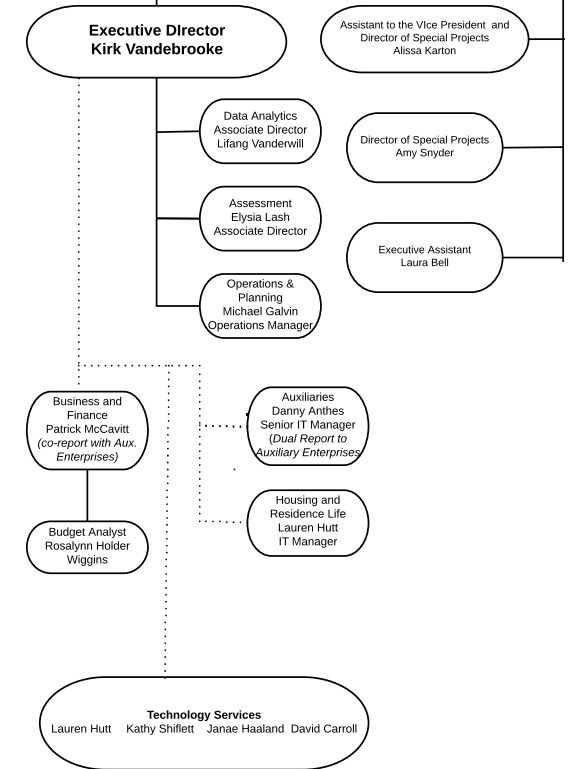 Executive DIrector
Kirk Vandebrooke
Assistant to the VIce President  and
Director of Special Projects
Alissa Karton
Data Analytics
Associate Director
Lifang Vanderwill
Director of Special Projects
Amy Snyder
Assessment
Elysia Lash
Associate Director
Executive Assistant
Laura Bell
Operations &
Planning
Michael Galvin
Operations Manager
Business and
Finance
Patrick McCavitt
(co-report with Aux.
Enterprises)
Auxiliaries
Danny Anthes
Senior IT Manager
(Dual Report to
Auxiliary Enterprises
Housing and
Residence Life
Lauren Hutt
IT Manager
Budget Analyst
Rosalynn Holder
Wiggins
Technology Services
Lauren Hutt    Kathy Shiflett    Janae Haaland  David Carroll